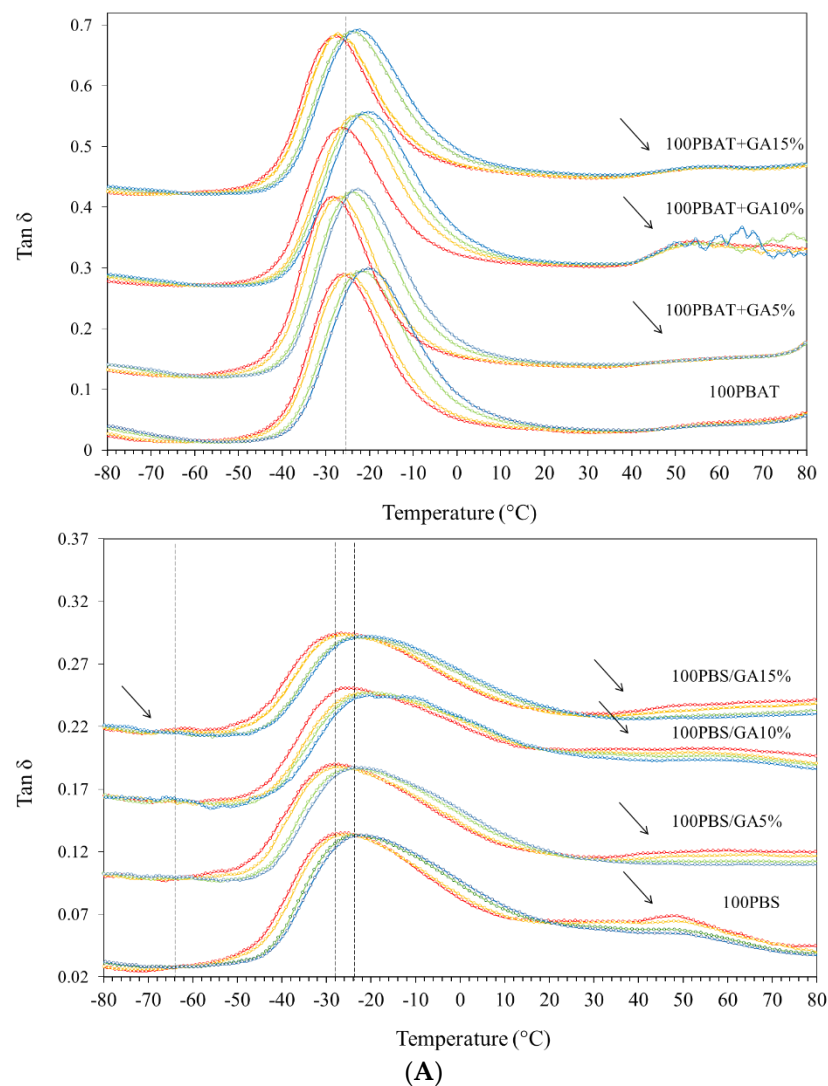 0.7
0.6
0.5
0.4
0.3
0.2
0.1
0
Tan δ
100PBAT+GA15%
100PBAT+GA10%
100PBAT+GA5%
100PBAT
-80 -70 -60 -50 -40 -30 -20 -10 0 10 20 30 40 50 60 70 80
Temperature (°C)
0.37
0.32
0.27
0.22
0.17
0.12
0.07
0.02
Tan δ
100PBS/GA15%
100PBS/GA10%
100PBS/GA5%
100PBS
-80 -70 -60 -50 -40 -30 -20 -10 0 10 20 30 40 50 60 70 80
Temperature (°C)
(A)